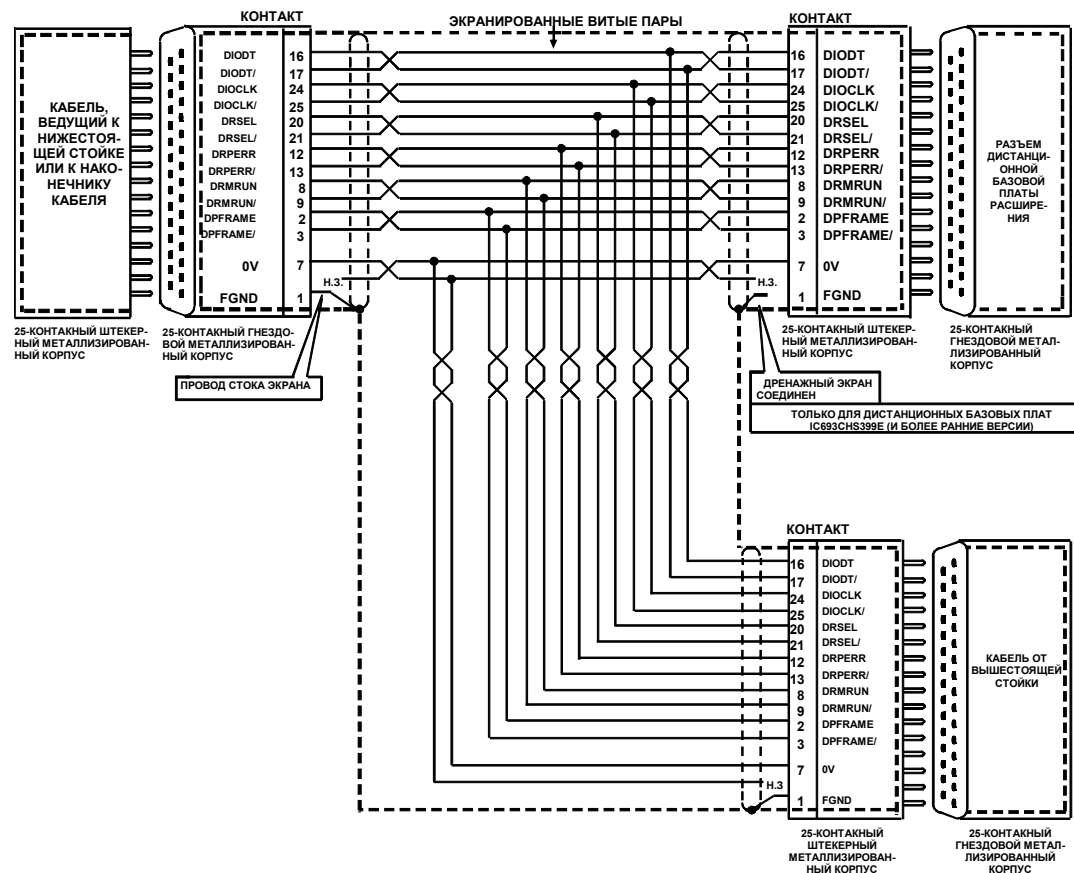 КОНТАКТ
ЭКРАНИРОВАННЫЕ ВИТЫЕ ПАРЫ
КОНТАКТ
КАБЕЛЬ,
ВЕДУЩИЙ К
НИЖЕСТОЯ-
ЩЕЙ СТОЙКЕ
ИЛИ К НАКО-
НЕЧНИКУ
КАБЕЛЯ
DIODT 16
DIODT/ 17
DIOCLK 24
DIOCLK/ 25
DRSEL 20
DRSEL/ 21
DRPERR 12
DRPERR/ 13
DRMRUN 8
DRMRUN/ 9
DPFRAME 2
DPFRAME/ 3
0V 7
Н.З.
FGND 1
16 DIODT
17 DIODT/
24 DIOCLK
25 DIOCLK/
20 DRSEL
21 DRSEL/
12 DRPERR
13 DRPERR/
8 DRMRUN
9 DRMRUN/
2 DPFRAME
3 DPFRAME/
7 0V
Н.З.
1 FGND
РАЗЪЕМ
ДИСТАНЦИ-
ОННОЙ
БАЗОВОЙ
ПЛАТЫ
РАСШИРЕ-
НИЯ
25-КОНТАКНЫЙ ШТЕКЕР-
НЫЙ МЕТАЛЛИЗИРОВАН-
НЫЙ КОРПУС
25-КОНТАКНЫЙ ГНЕЗДО-
ВОЙ МЕТАЛЛИЗИРОВАН-
НЫЙ КОРПУС
25-КОНТАКНЫЙ ШТЕКЕР-
НЫЙ МЕТАЛЛИЗИРОВАН-
НЫЙ КОРПУС
25-КОНТАКНЫЙ
ГНЕЗДОВОЙ МЕТАЛ-
ЛИЗИРОВАННЫЙ
КОРПУС
ПРОВОД СТОКА ЭКРАНА
ДРЕНАЖНЫЙ ЭКРАН
СОЕДИНЕН
ТОЛЬКО ДЛЯ ДИСТАНЦИОННЫХ БАЗОВЫХ ПЛАТ
IC693CHS399E (И БОЛЕЕ РАННИЕ ВЕРСИИ)
КОНТАКТ
16 DIODT
17 DIODT/
24 DIOCLK
25 DIOCLK/
20 DRSEL
21 DRSEL/
12 DRPERR
13 DRPERR/
8 DRMRUN
9 DRMRUN/
2 DPFRAME
3 DPFRAME/
7 0V
Н.З
1 FGND
КАБЕЛЬ ОТ
ВЫШЕСТОЯЩЕЙ
СТОЙКИ
25-КОНТАКНЫЙ
ШТЕКЕРНЫЙ
МЕТАЛЛИЗИРОВАН-
НЫЙ КОРПУС
25-КОНТАКНЫЙ
ГНЕЗДОВОЙ МЕТАЛ-
ЛИЗИРОВАННЫЙ
КОРПУС